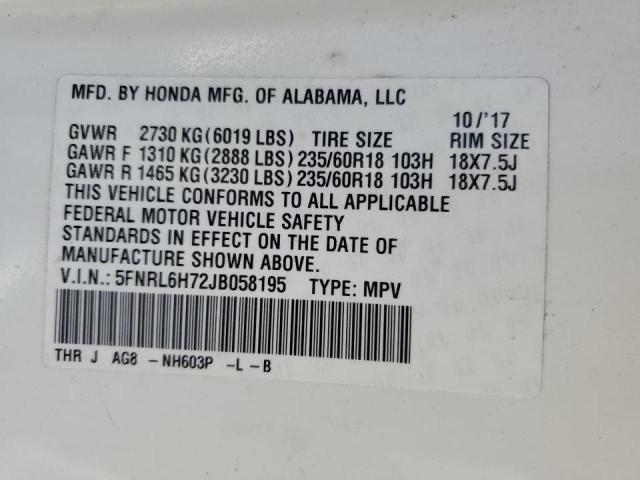 MFD. BY HONDA MFG. OF ALABAMA, LLC
10/'17
GVWR 2730 KG (6019 LBS) TIRE SIZE RIM SIZE
GAWR F 1310 KG (2888 LBS) 235/60R18 103H 18X7.5J
GAWR R 1465 KG (3230 LBS) 235/60R18 103H 18X7.5J
THIS VEHICLE CONFORMS TO ALL APPLICABLE
FEDERAL MOTOR VEHICLE SAFETY
STANDARDS IN EFFECT ON THE DATE OF
MANUFACTURE SHOWN ABOVE.
V.I.N.: 5FNRL6H72JB058195 TYPE: MPV
THR J AG8 - NH603P - L - B